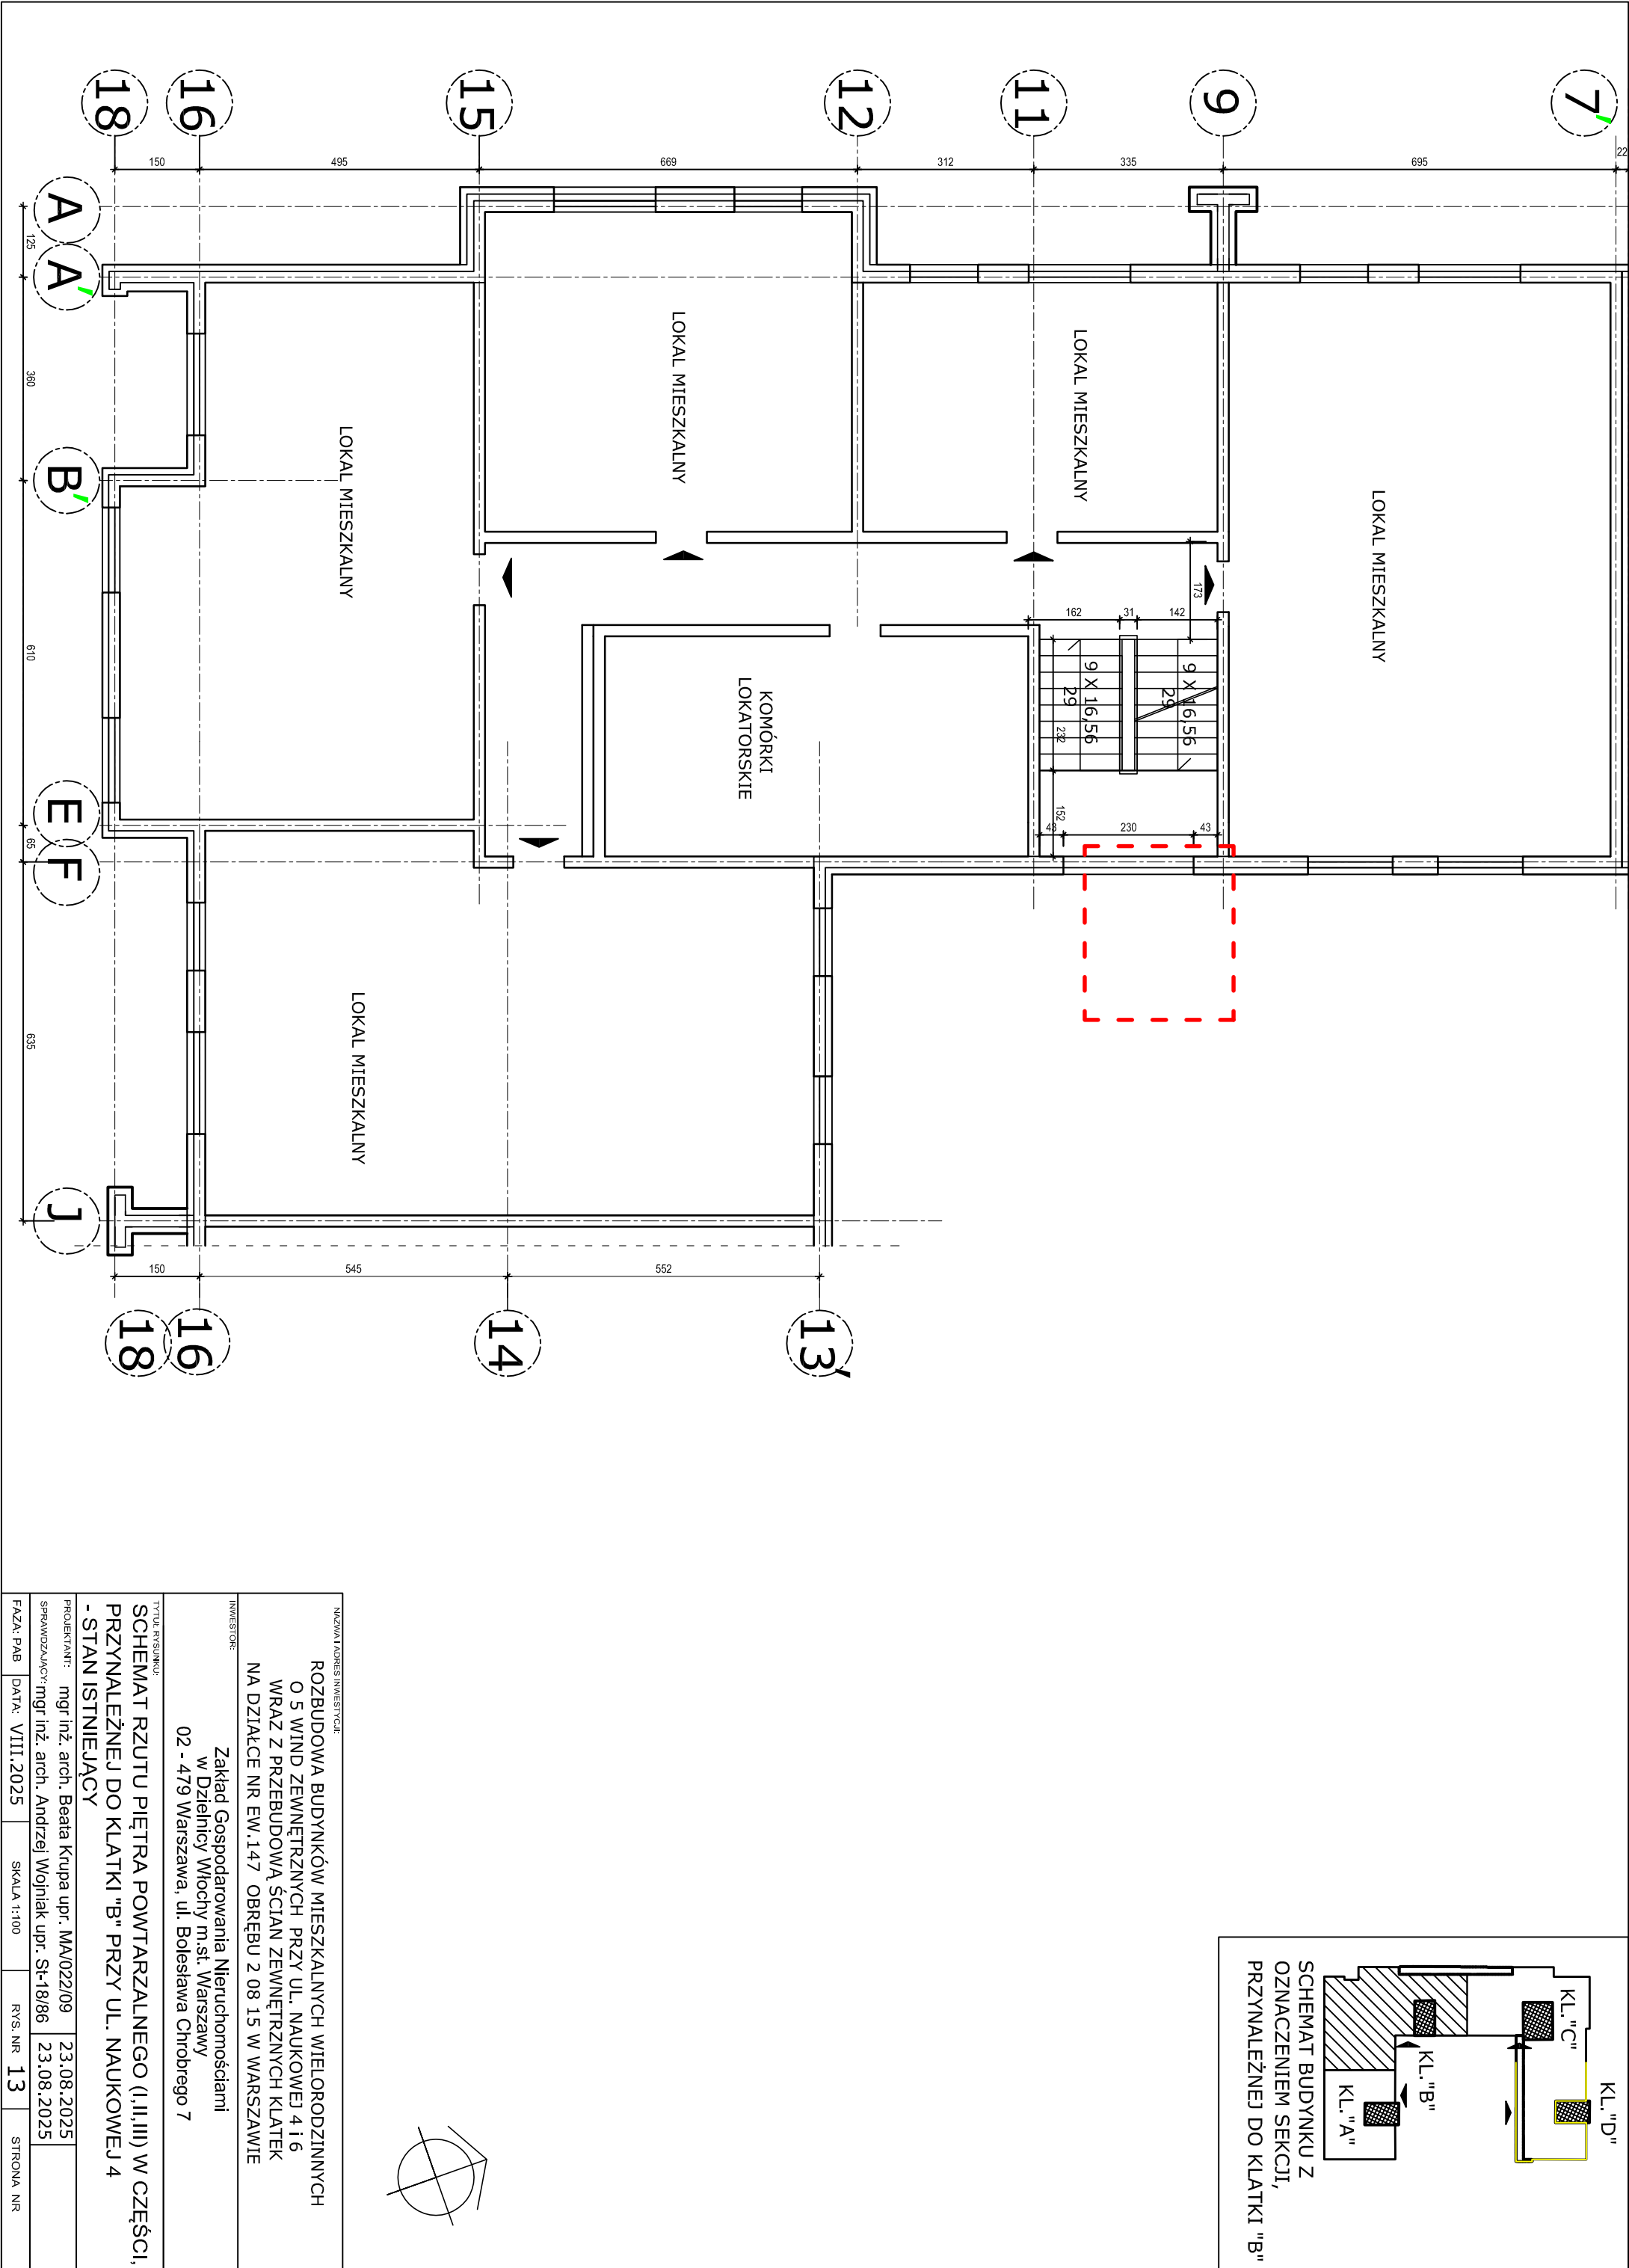 KL."D"
KL."C"
KL."B"
KL."A"
SCHEMAT BUDYNKU Z
OZNACZENIEM SEKCJI,
PRZYNALEŻNEJ DO KLATKI "B"
7'
9
11
12
15
16
18
22
695
335
312
669
495
150
A
A'
B'
E
F
J
125
360
610
65
635
LOKAL MIESZKALNY
LOKAL MIESZKALNY
LOKAL MIESZKALNY
LOKAL MIESZKALNY
LOKAL MIESZKALNY
KOMÓRKI
LOKATORSKIE
173
142
31
162
9 X 16,56
29
9 X 16,56
29
232
152
43
230
43
552
545
150
13'
14
16
18
NAZWA I ADRES INWESTYCJI:
ROZBUDOWA BUDYNKÓW MIESZKALNYCH WIELORODZINNYCH
O 5 WIND ZEWNĘTRZNYCH PRZY UL. NAUKOWEJ 4 i 6
WRAZ Z PRZEBUDOWĄ ŚCIAN ZEWNĘTRZNYCH KLATEK
NA DZIAŁCE NR EW.147 OBRĘBU 2 08 15 W WARSZAWIE
INWESTOR:
Zakład Gospodarowania Nieruchomościami
w Dzielnicy Włochy m.st. Warszawy
02 - 479 Warszawa, ul. Bolesława Chrobrego 7
TYTUŁ RYSUNKU:
SCHEMAT RZUTU PIĘTRA POWTARZALNEGO (I,II,III) W CZĘŚCI,
PRZYNALEŻNEJ DO KLATKI "B" PRZY UL. NAUKOWEJ 4
- STAN ISTNIEJĄCY
PROJEKTANT: mgr inż. arch. Beata Krupa upr. MA/022/09 23.08.2025
SPRAWDZAJĄCY: mgr inż. arch. Andrzej Wojniak upr. St-18/86 23.08.2025
FAZA: PAB DATA: VIII.2025 SKALA 1:100 RYS. NR 13 STRONA NR